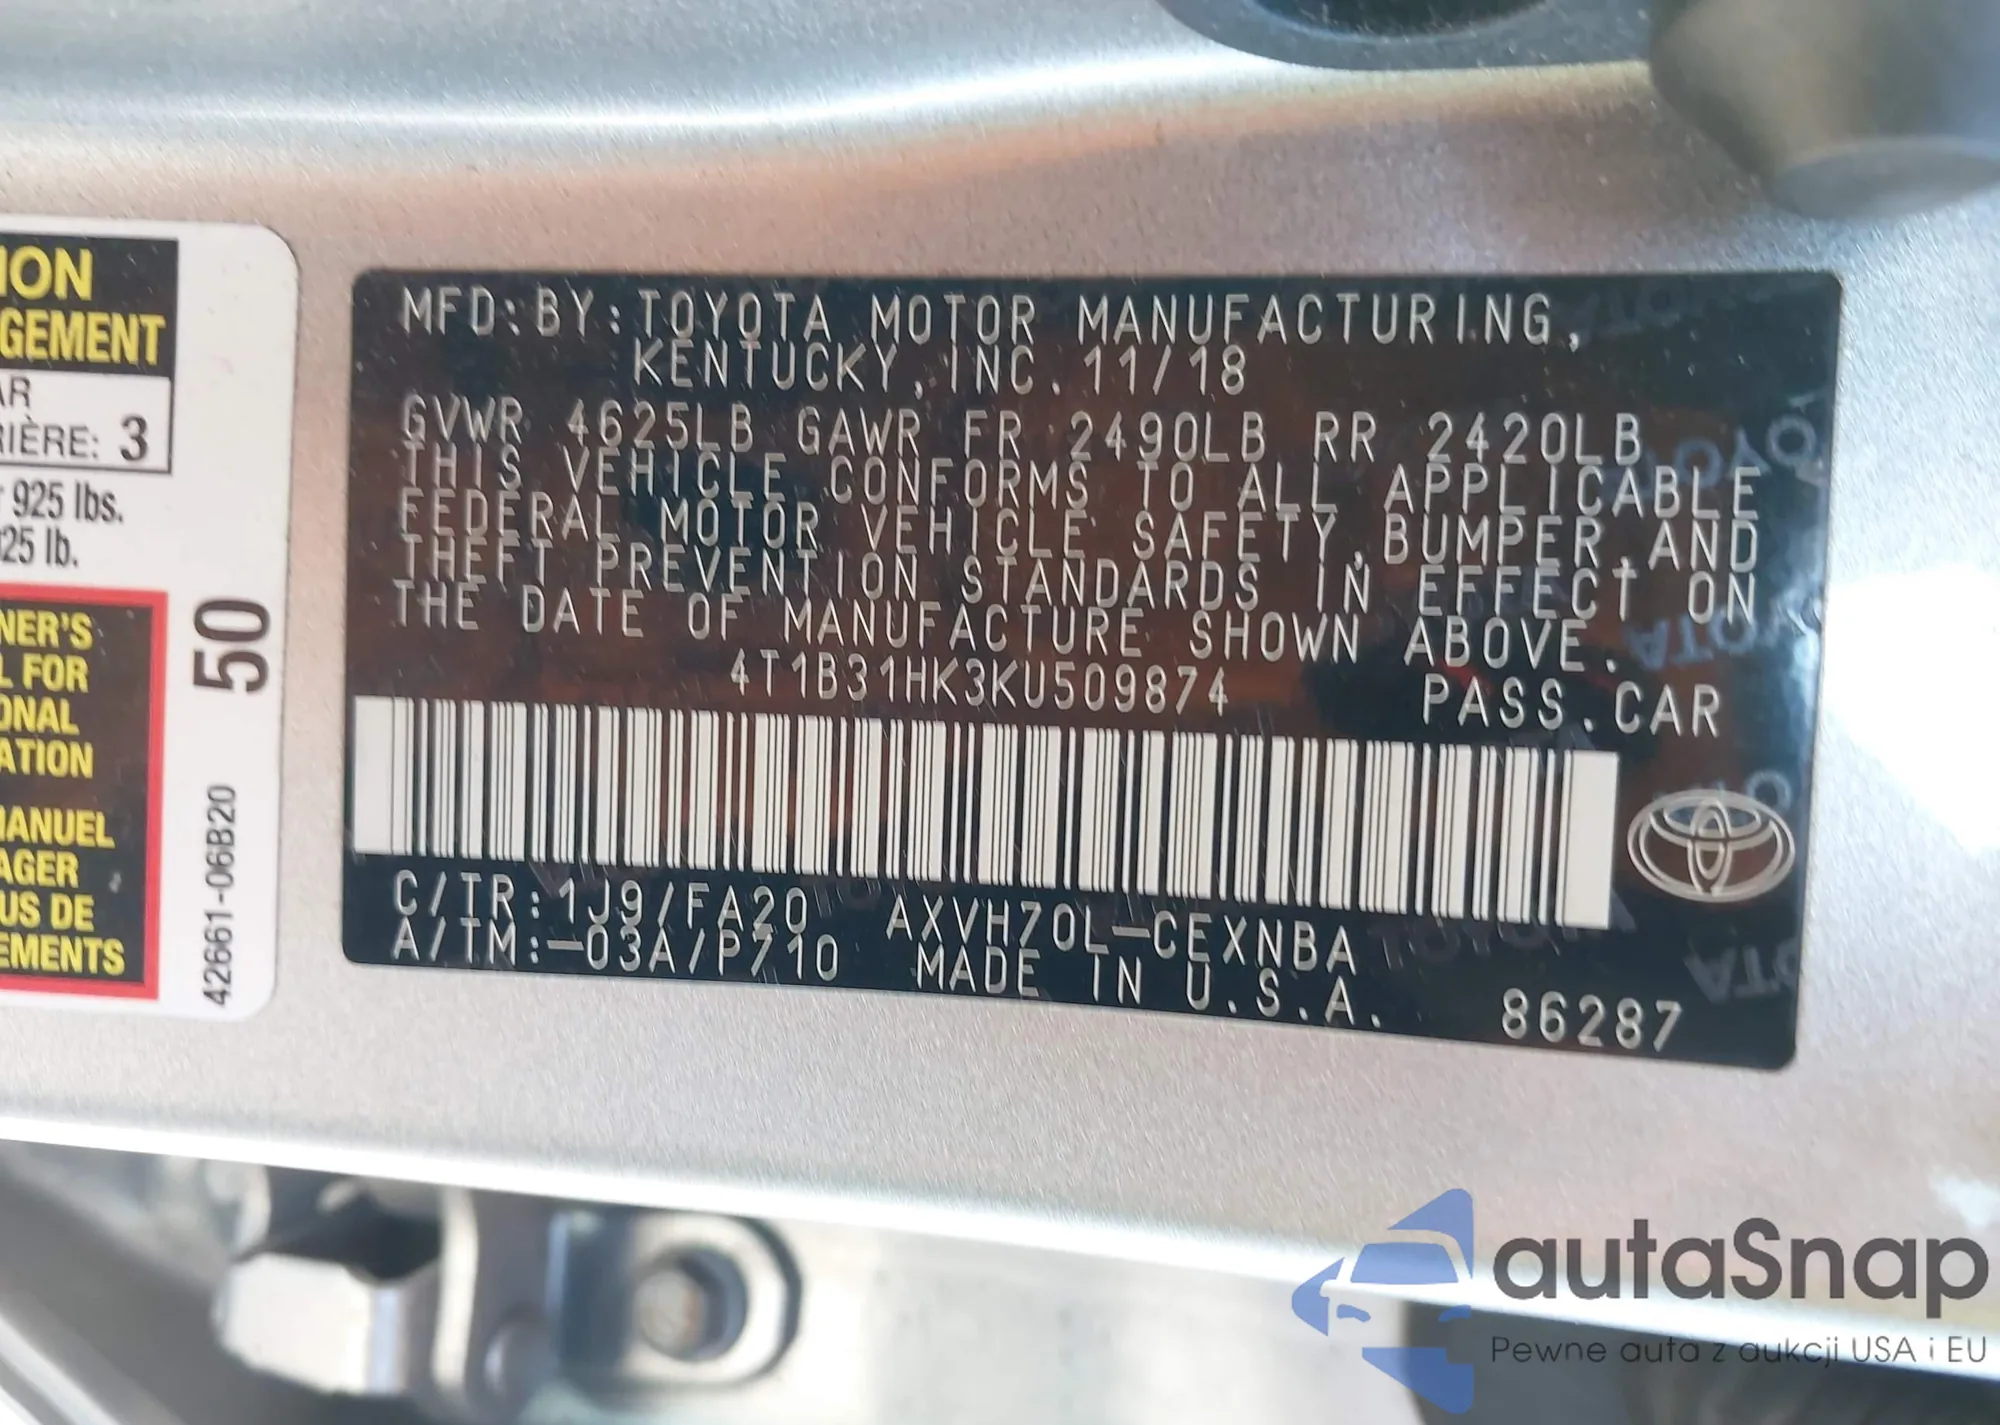 ION
GEMENT
AR
RIÈRE: 3
925 lbs.
25 lb.
NER'S
L FOR
ONAL
ATION
MANUEL
AGER
US DE
EMENTS
50
42661-06B20
MFD:BY:TOYOTA MOTOR MANUFACTURING,
KENTUCKY,INC.11/18
GVWR 4625LB GAWR FR 2490LB RR 2420LB
THIS VEHICLE CONFORMS TO ALL APPLICABLE
FEDERAL MOTOR VEHICLE SAFETY,BUMPER,AND
THEFT PREVENTION STANDARDS IN EFFECT ON
THE DATE OF MANUFACTURE SHOWN ABOVE.
4T1B31HK3KU509874 PASS.CAR
C/TR:1J9/FA20 AXVH70L-CEXNBA
A/TM:-03A/P710 MADE IN U.S.A. 86287
autaSnap
Pewne auta z aukcji USA i EU